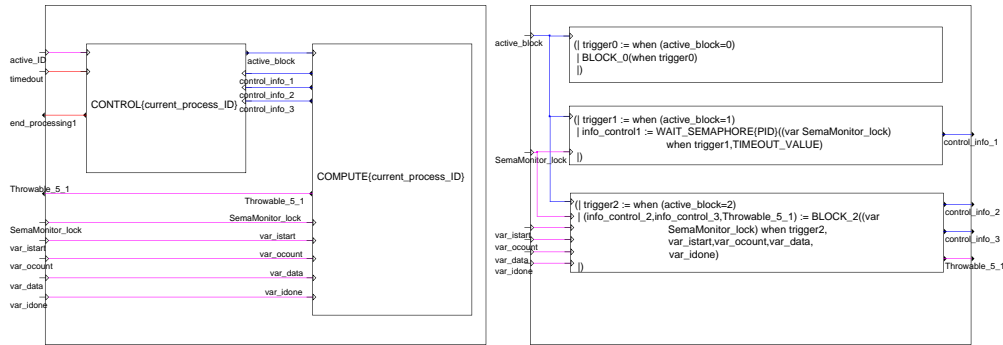 active_ID
timedout
end_processing1
CONTROL{current_process_ID}
active_block
control_info_1
control_info_2
control_info_3
COMPUTE{current_process_ID}
Throwable_5_1
Throwable_5_1
SemaMonitor_lock
SemaMonitor_lock
var_istart
var_istart
var_ocount
var_ocount
var_data
var_data
var_idone
var_idone
active_block
(| trigger0 := when (active_block=0)
| BLOCK_0(when trigger0)
|)
(| trigger1 := when (active_block=1)
| info_control1 := WAIT_SEMAPHORE{PID}((var SemaMonitor_lock)
when trigger1,TIMEOUT_VALUE)
|)
control_info_1
SemaMonitor_lock
(| trigger2 := when (active_block=2)
| (info_control_2,info_control_3,Throwable_5_1) := BLOCK_2((var
SemaMonitor_lock) when trigger2,
var_istart,var_ocount,var_data,
var_idone)
|)
var_istart
var_ocount
var_data
var_idone
control_info_2
control_info_3
Throwable_5_1